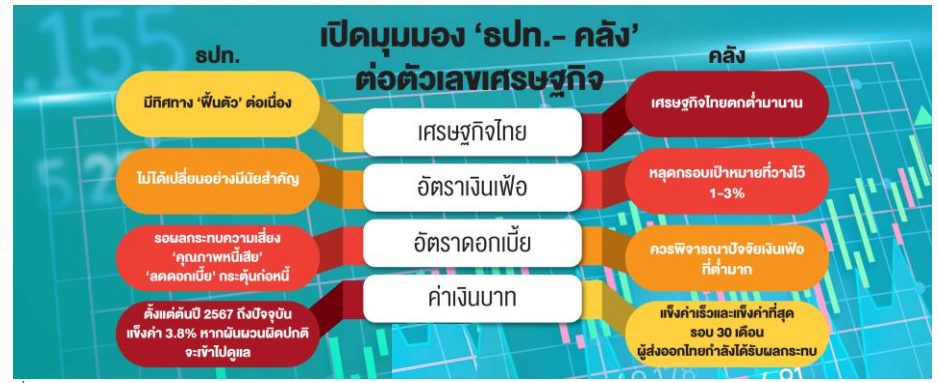 เปิดมุมมอง ‘ธปท.- คลัง’
ต่อตัวเลขเศรษฐกิจ
ธปท.
คลัง
มีทิศทาง ‘ฟื้นตัว’ ต่อเนื่อง
เศรษฐกิจไทย
เศรษฐกิจไทยตกต่ำมานาน
ไม่ได้เปลี่ยนอย่างมีนัยสำคัญ
อัตราเงินเฟ้อ
หลุดกรอบเป้าหมายที่วางไว้
1-3%
รอผลกระทบความเสี่ยง
‘คุณภาพหนี้เสีย’
‘ลดดอกเบี้ย’ กระตุ้นก่อหนี้
อัตราดอกเบี้ย
ควรพิจารณาปัจจัยเงินเฟ้อ
ที่ต่ำมาก
ตั้งแต่ต้นปี 2567 ถึงปัจจุบัน
แข็งค่า 3.8% หากผันผวนผิดปกติ
จะเข้าไปดูแล
ค่าเงินบาท
แข็งค่าเร็วและแข็งค่าที่สุด
รอบ 30 เดือน
ผู้ส่งออกไทยกำลังได้รับผลกระทบ
.155